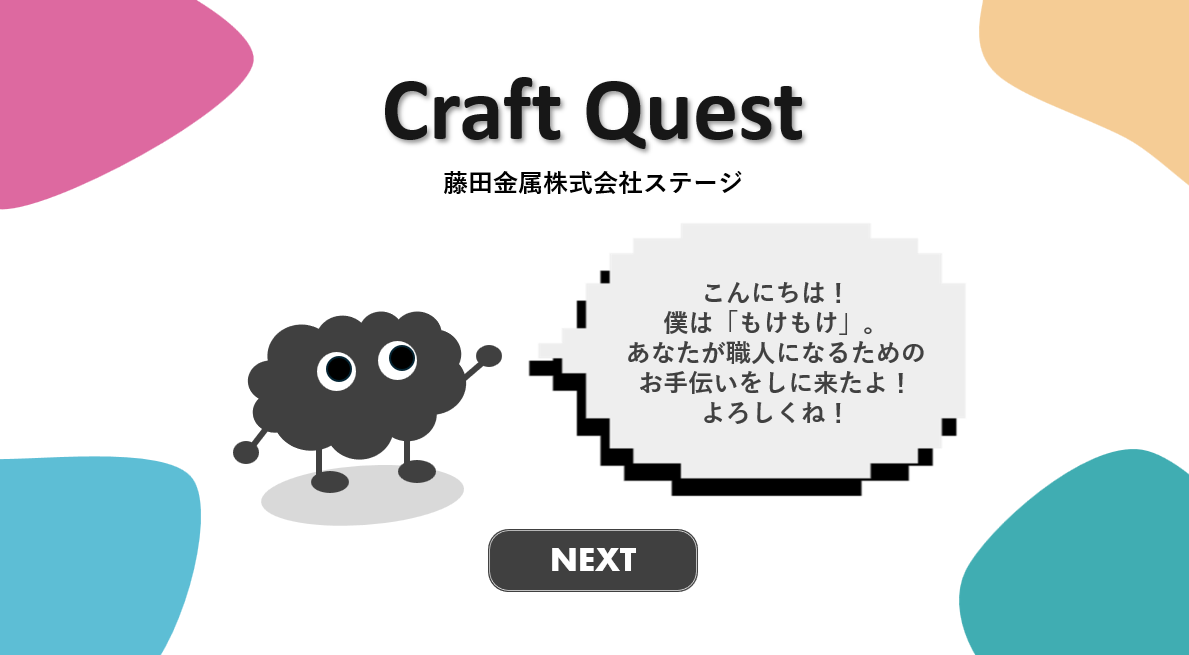 Craft Quest
藤田金属株式会社ステージ
こんにちは！
僕は「もけもけ」。
あなたが職人になるための
お手伝いをしに来たよ！
よろしくね！
NEXT